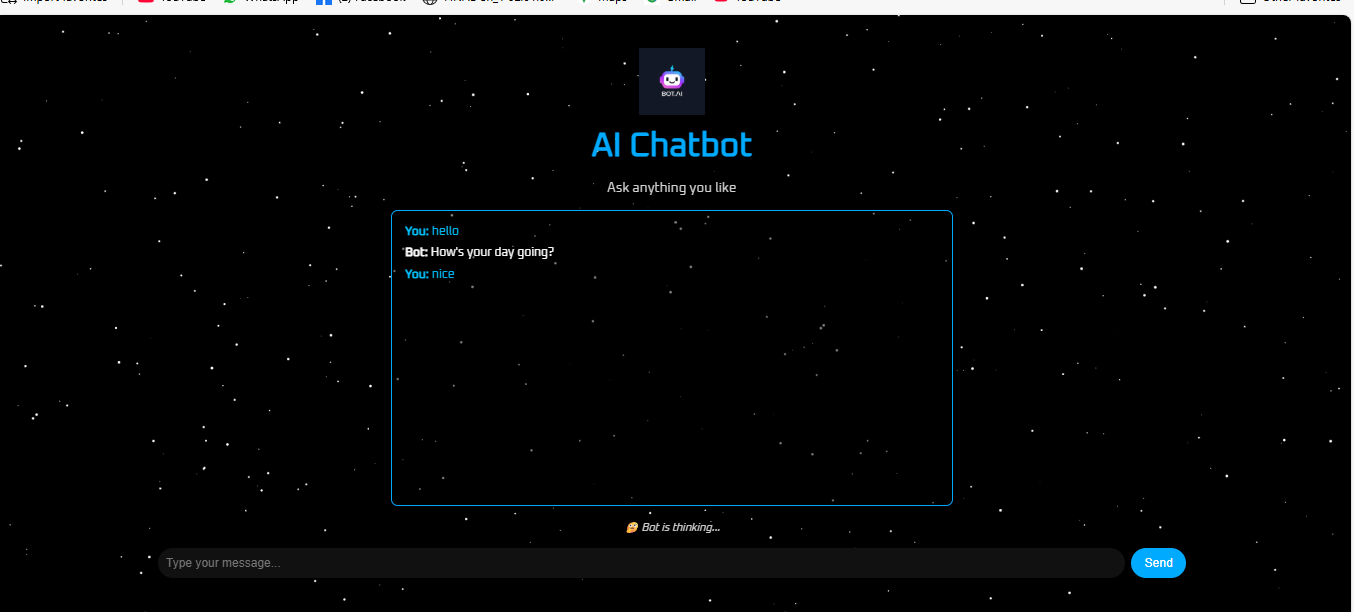 BOT.AI
AI Chatbot
Ask anything you like
You: hello
Bot: How's your day going?
You: nice
🤔 Bot is thinking...
Type your message...
Send